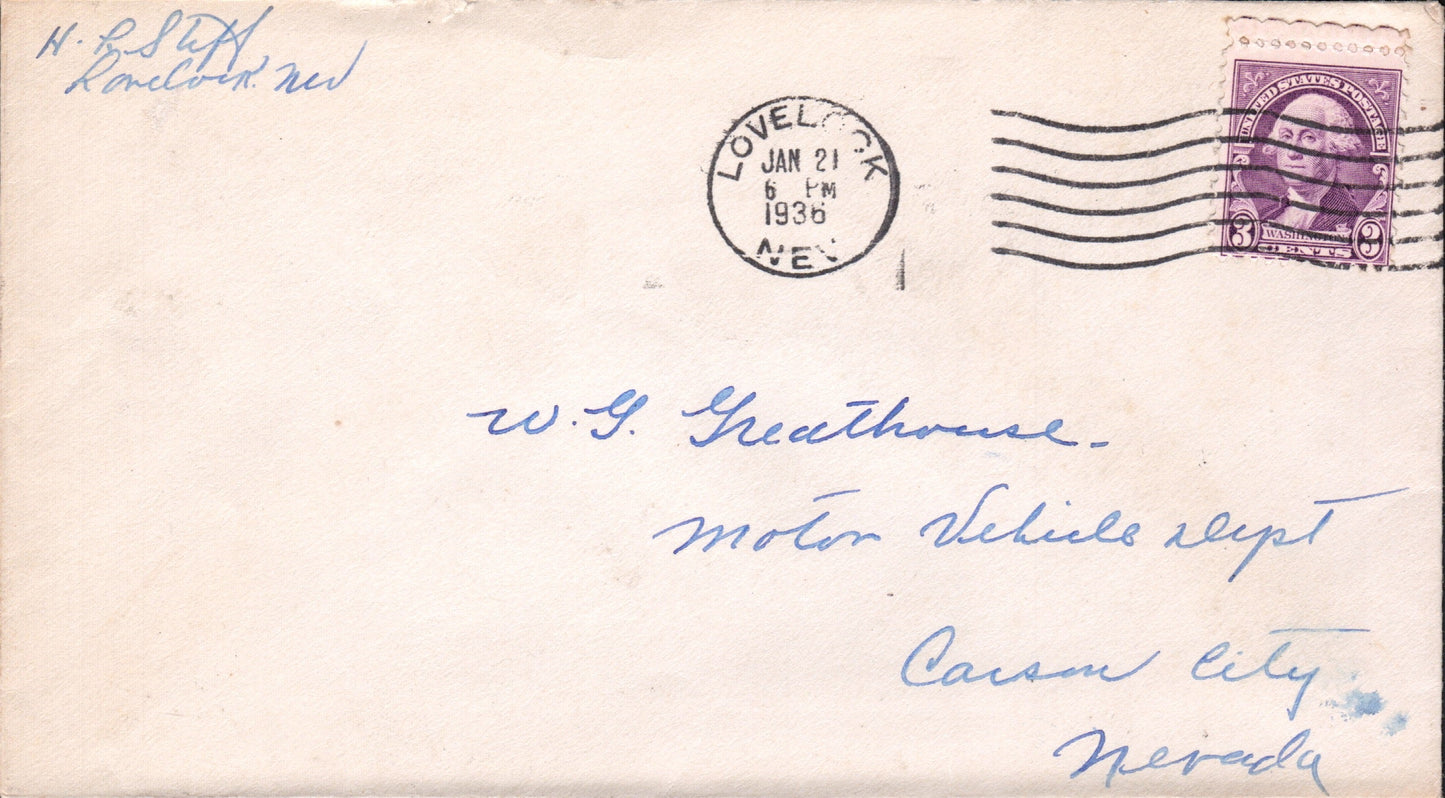 H. R. Stiff
Lovelock. Nev
LOVELOCK
JAN 21
6 PM
1936
NEV
UNITED STATES POSTAGE
WASHINGTON
3 CENTS 3
W. G. Greathouse-
Motor Vehicle Dept
Carson City
Nevada